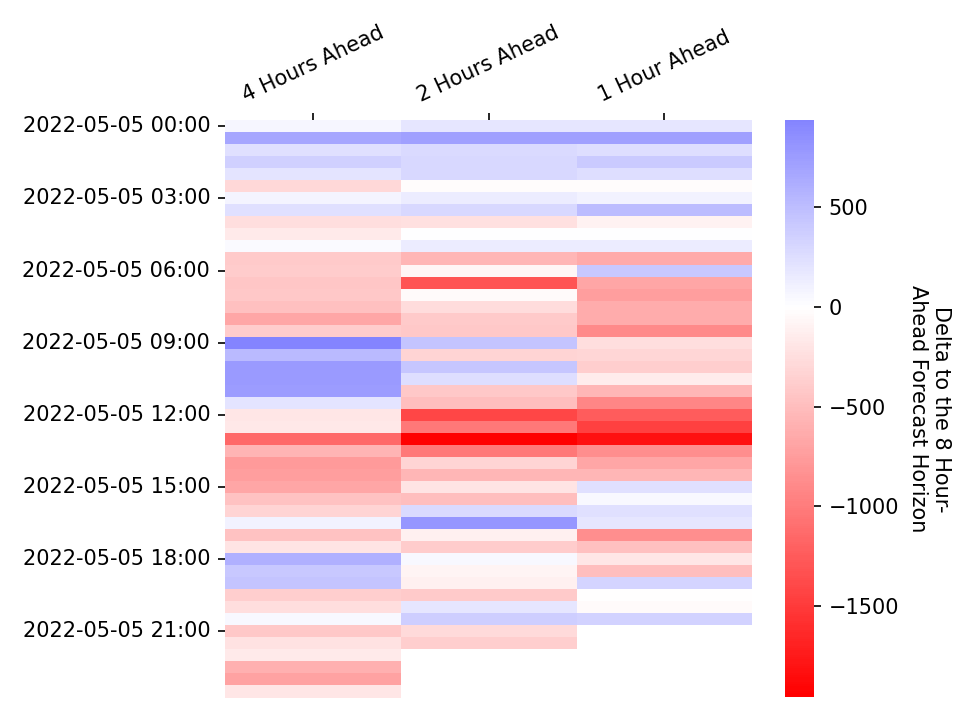 4 Hours Ahead
2 Hours Ahead
1 Hour Ahead
2022-05-05 00:00
2022-05-05 03:00
2022-05-05 06:00
2022-05-05 09:00
2022-05-05 12:00
2022-05-05 15:00
2022-05-05 18:00
2022-05-05 21:00
500
0
−500
−1000
−1500
Delta to the 8 Hour-
Ahead Forecast Horizon